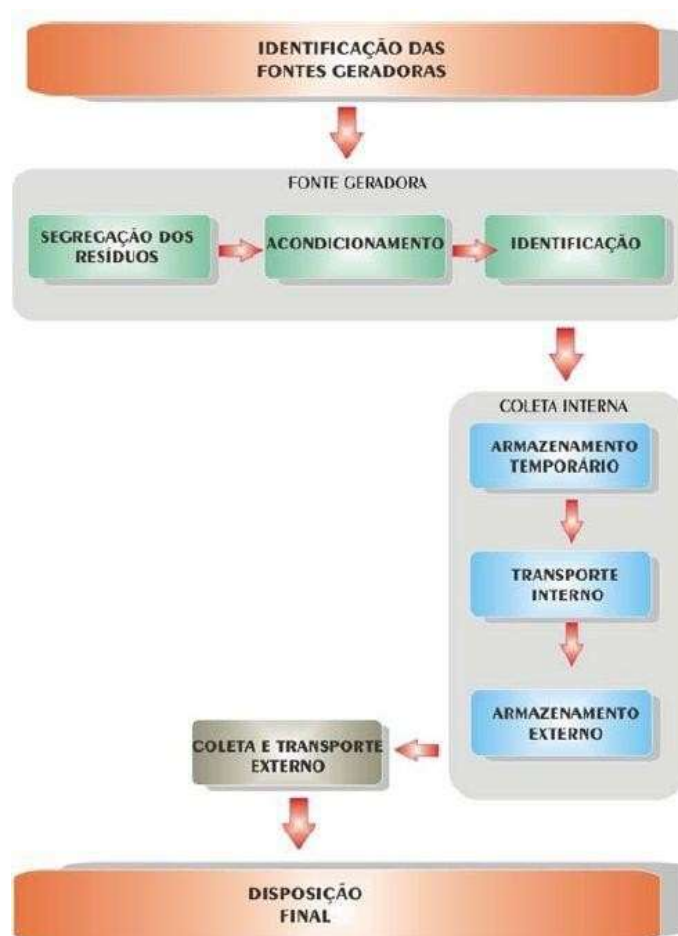 IDENTIFICAÇÃO DAS
FONTES GERADORAS
FONTE GERADORA
SEGREGAÇÃO DOS
RESÍDUOS
ACONDICIONAMENTO
IDENTIFICAÇÃO
COLETA INTERNA
ARMAZENAMENTO
TEMPORÁRIO
TRANSPORTE
INTERNO
ARMAZENAMENTO
EXTERNO
COLETA E TRANSPORTE
EXTERNO
DISPOSIÇÃO
FINAL